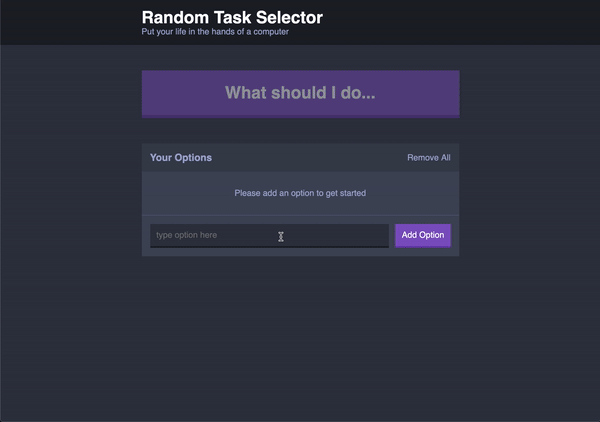 Random Task Selector
Put your life in the hands of a computer
What should I do...
Your Options
Remove All
Please add an option to get started
type option here
Add Option